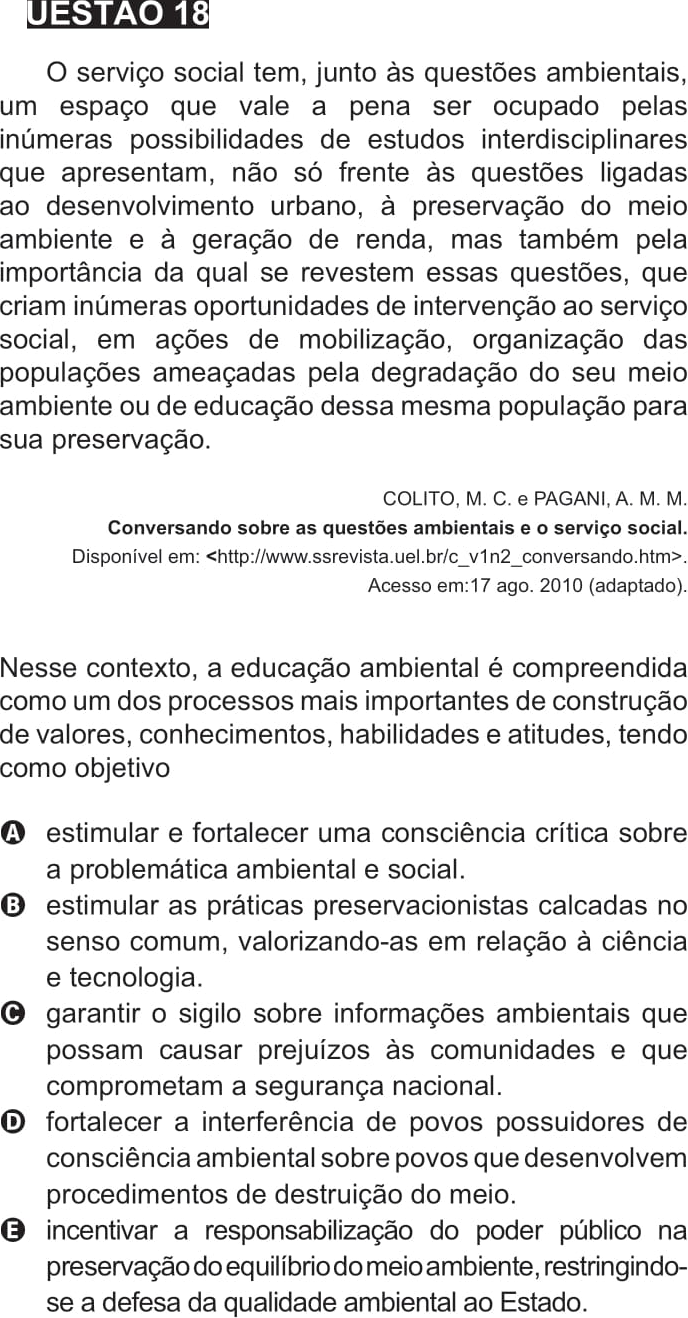 UESTÃO 18
O serviço social tem, junto às questões ambientais,
um espaço que vale a pena ser ocupado pelas
inúmeras possibilidades de estudos interdisciplinares
que apresentam, não só frente às questões ligadas
ao desenvolvimento urbano, à preservação do meio
ambiente e à geração de renda, mas também pela
importância da qual se revestem essas questões, que
criam inúmeras oportunidades de intervenção ao serviço
social, em ações de mobilização, organização das
populações ameaçadas pela degradação do seu meio
ambiente ou de educação dessa mesma população para
sua preservação.
COLITO, M. C. e PAGANI, A. M. M.
Conversando sobre as questões ambientais e o serviço social.
Disponível em: <http://www.ssrevista.uel.br/c_v1n2_conversando.htm>.
Acesso em:17 ago. 2010 (adaptado).
Nesse contexto, a educação ambiental é compreendida
como um dos processos mais importantes de construção
de valores, conhecimentos, habilidades e atitudes, tendo
como objetivo
A estimular e fortalecer uma consciência crítica sobre
a problemática ambiental e social.
B estimular as práticas preservacionistas calcadas no
senso comum, valorizando-as em relação à ciência
e tecnologia.
C garantir o sigilo sobre informações ambientais que
possam causar prejuízos às comunidades e que
comprometam a segurança nacional.
D fortalecer a interferência de povos possuidores de
consciência ambiental sobre povos que desenvolvem
procedimentos de destruição do meio.
E incentivar a responsabilização do poder público na
preservação do equilíbrio do meio ambiente, restringindo-
se a defesa da qualidade ambiental ao Estado.